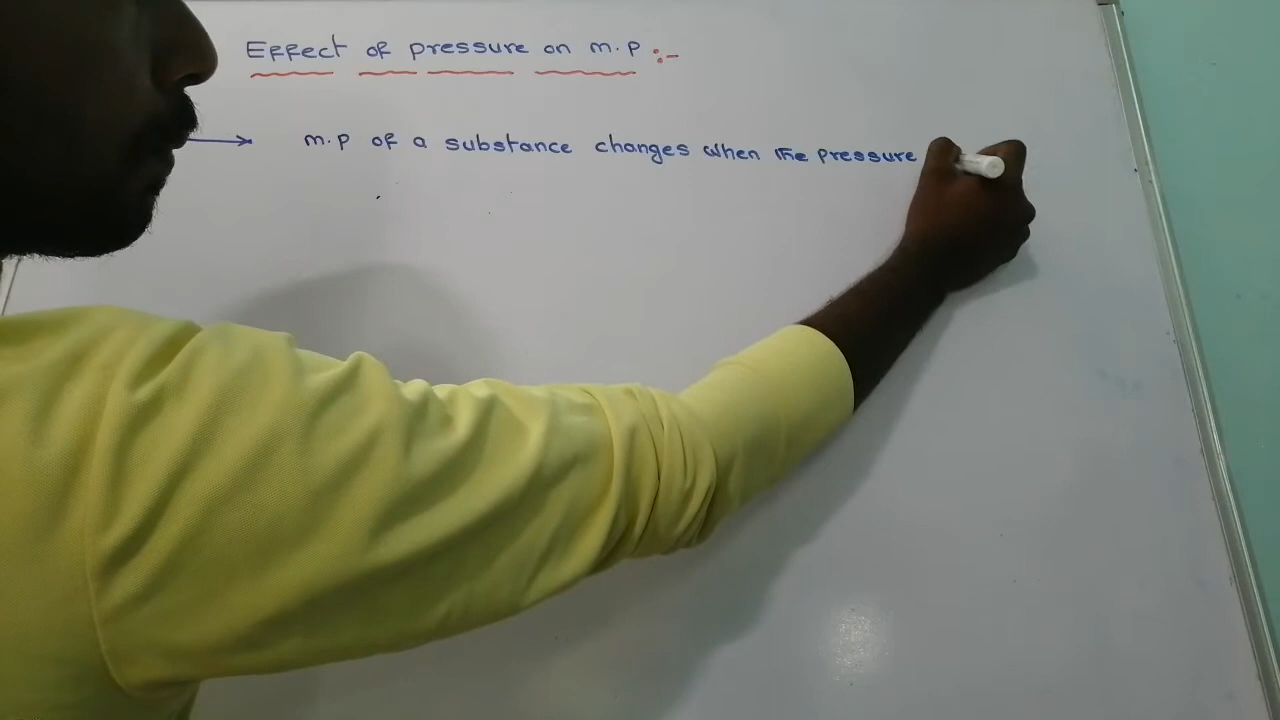 Effect of pressure on m.p :-
→ m.p of a substance changes when the pressure